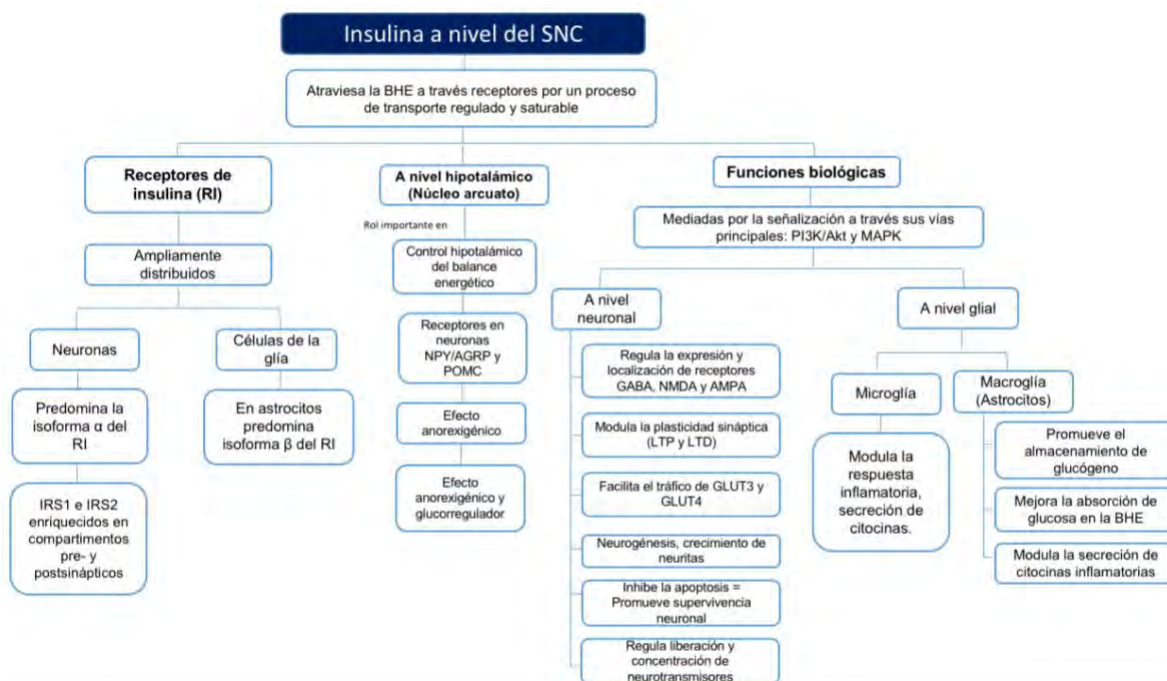 Insulina a nivel del SNC
Atraviesa la BHE a través receptores por un proceso
de transporte regulado y saturable
Receptores de
insulina (RI)
Ampliamente
distribuidos
Neuronas
Predomina la
isoforma α del
RI
IRS1 e IRS2
enriquecidos en
compartimentos
pre- y
postsinápticos
Células de la
glía
En astrocitos
predomina
isoforma β del RI
A nivel hipotalámico
(Núcleo arcuato)
Rol importante en
Control hipotalámico
del balance
energético
Receptores en
neuronas
NPY/AGRP y
POMC
Efecto
anorexigénico
Efecto
anorexigénico y
glucorregulador
Funciones biológicas
Mediadas por la señalización a través sus vías
principales: PI3K/Akt y MAPK
A nivel
neuronal
Regula la expresión y
localización de receptores
GABA, NMDA y AMPA
Modula la plasticidad sináptica
(LTP y LTD)
Facilita el tráfico de GLUT3 y
GLUT4
Neurogénesis, crecimiento de
neuritas
Inhibe la apoptosis =
Promueve supervivencia
neuronal
Regula liberación y
concentración de
neurotransmisores
A nivel glial
Microglía
Modula la
respuesta
inflamatoria,
secreción de
citocinas.
Macroglía
(Astrocitos)
Promueve el
almacenamiento de
glucógeno
Mejora la absorción de
glucosa en la BHE
Modula la secreción de
citocinas inflamatorias